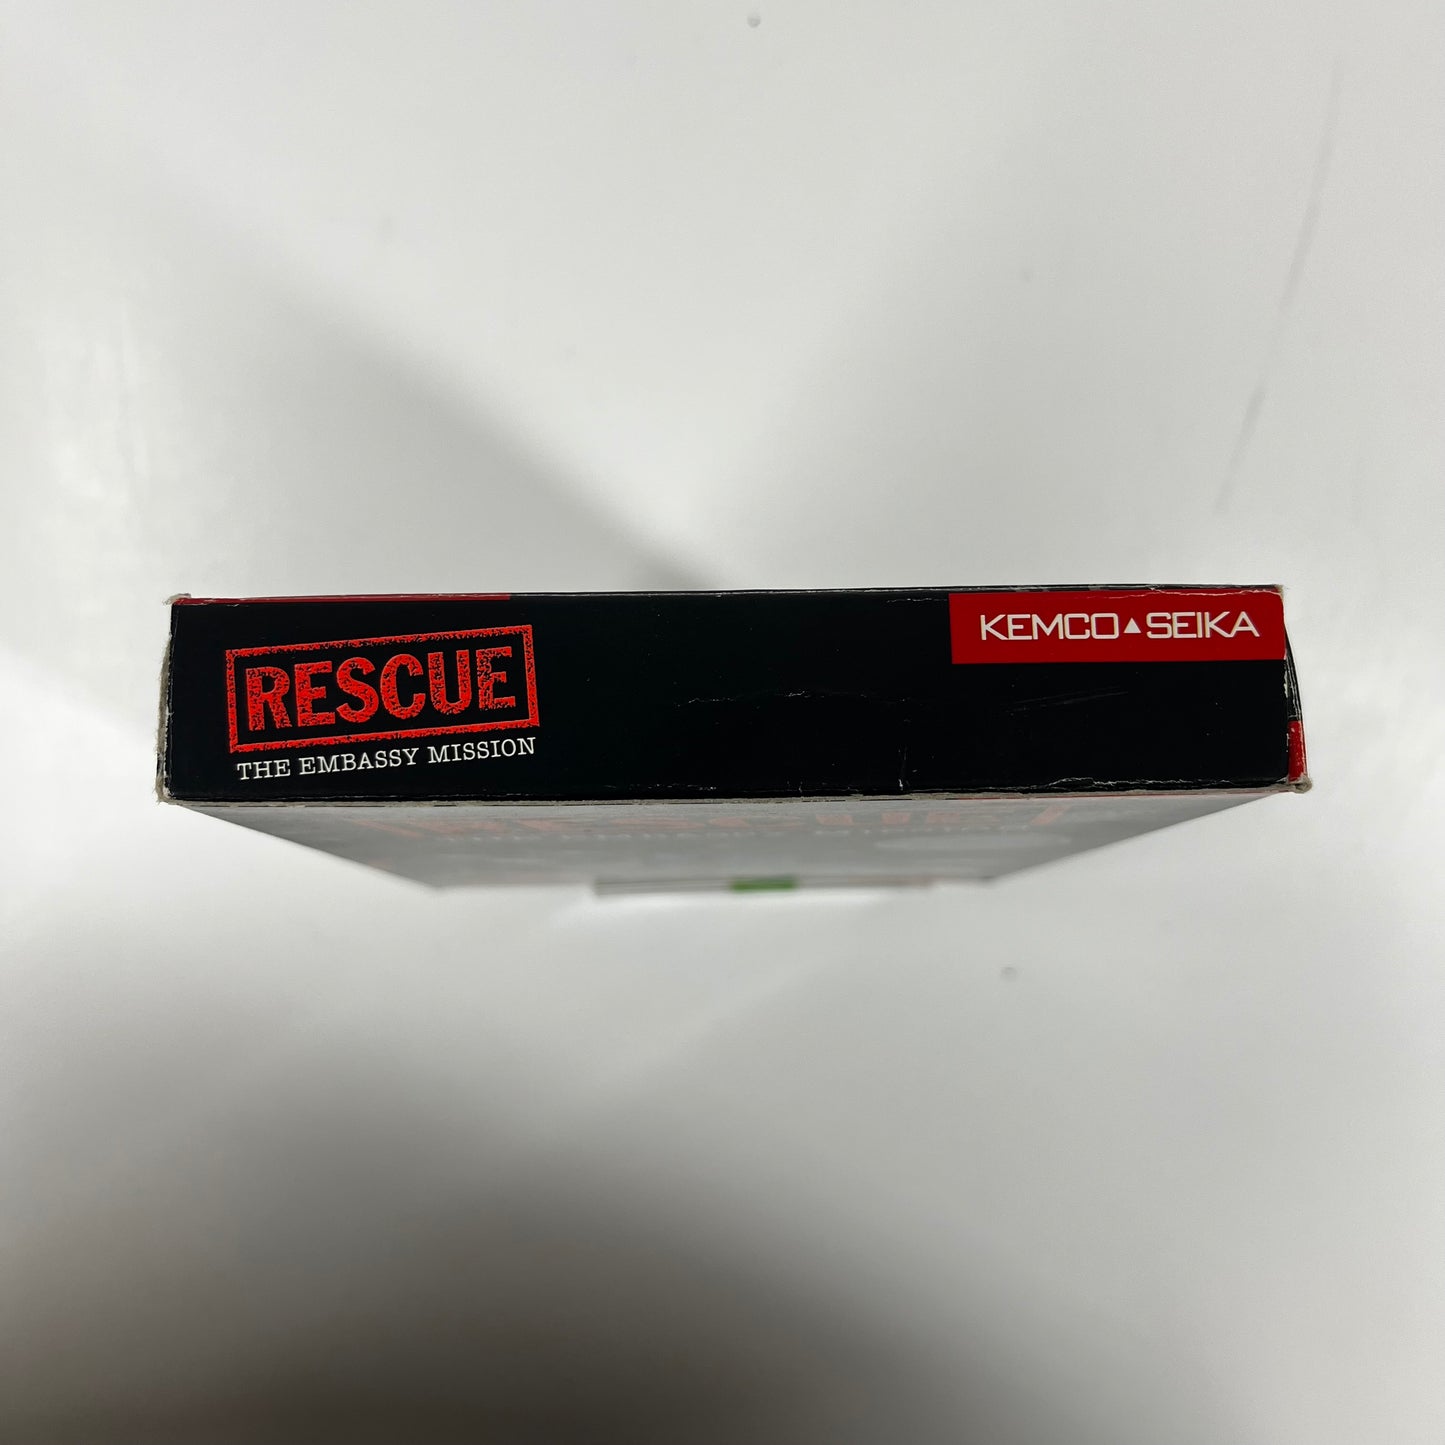 RESCUE
THE EMBASSY MISSION
KEMCO▲SEIKA